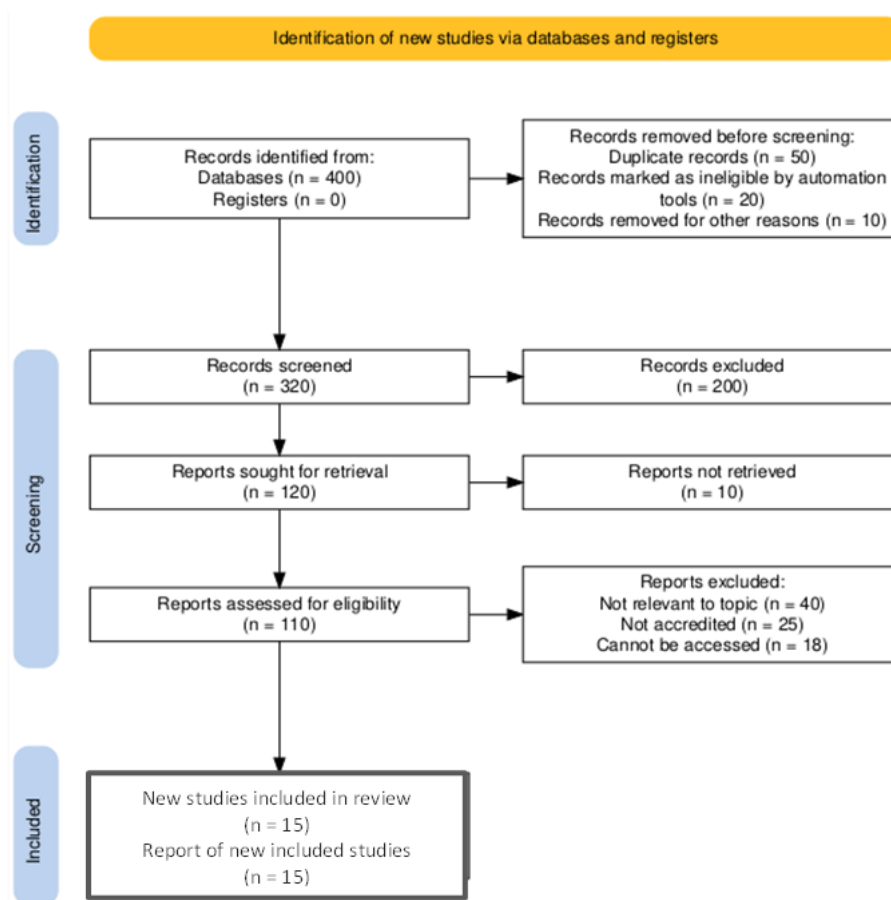 Identification of new studies via databases and registers
Identification
Records identified from:
Databases (n = 400)
Registers (n = 0)
Records removed before screening:
Duplicate records (n = 50)
Records marked as ineligible by automation
tools (n = 20)
Records removed for other reasons (n = 10)
Screening
Records screened
(n = 320)
Records excluded
(n = 200)
Reports sought for retrieval
(n = 120)
Reports not retrieved
(n = 10)
Reports assessed for eligibility
(n = 110)
Reports excluded:
Not relevant to topic (n = 40)
Not accredited (n = 25)
Cannot be accessed (n = 18)
Included
New studies included in review
(n = 15)
Report of new included studies
(n = 15)